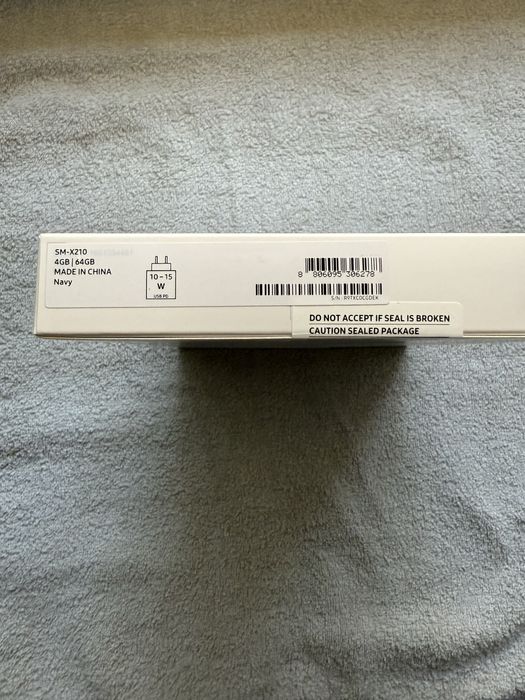 SM-X210
4GB | 64GB
MADE IN CHINA
Navy
10 – 15
W
USB PD
8 806095 306278
S/N : R9TXC0CGDEK
DO NOT ACCEPT IF SEAL IS BROKEN
CAUTION SEALED PACKAGE